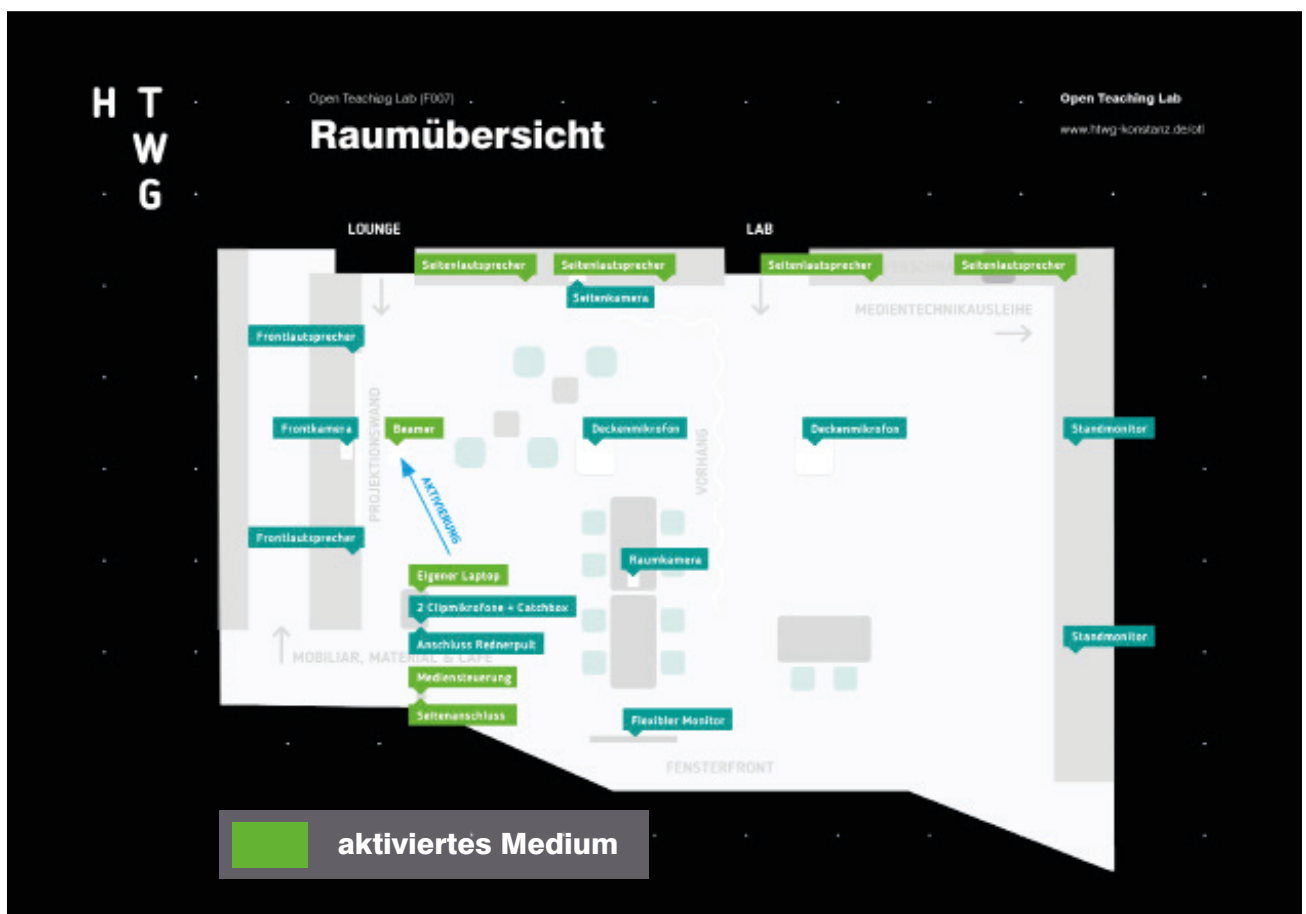 H T
W
G
Open Teaching Lab (F007)
Raumübersicht
Open Teaching Lab
www.htwg-konstanz.de/otl
LOUNGE
LAB
Seitenlautsprecher
Seitenlautsprecher
Seitenlautsprecher
Seitenlautsprecher
Seitenkamera
MEDIENTECHNIKAUSLEIHE
Frontlautsprecher
Frontkamera
PROJEKTIONSWAND
Beamer
Deckenmikrofon
VORHANG
Deckenmikrofon
Standmonitor
AKTIVIERUNG
Frontlautsprecher
Raumkamera
Eigener Laptop
2 Clipmikrofone + Catchbox
Anschluss Rednerpult
MOBILIAR, MATERIAL & CAFE
Standmonitor
Mediensteuerung
Seitenanschluss
Flexibler Monitor
FENSTERFRONT
aktiviertes Medium